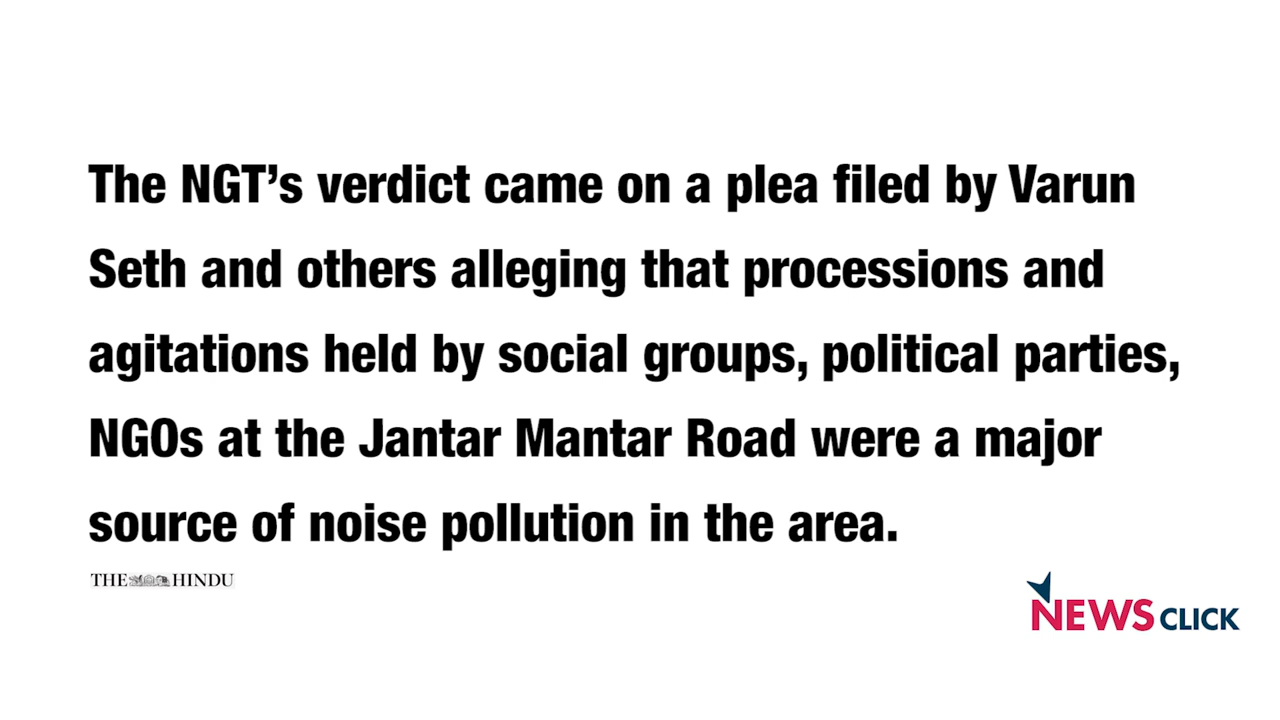 The NGT’s verdict came on a plea filed by Varun
Seth and others alleging that processions and
agitations held by social groups, political parties,
NGOs at the Jantar Mantar Road were a major
source of noise pollution in the area.
THE HINDU
NEWSCLICK